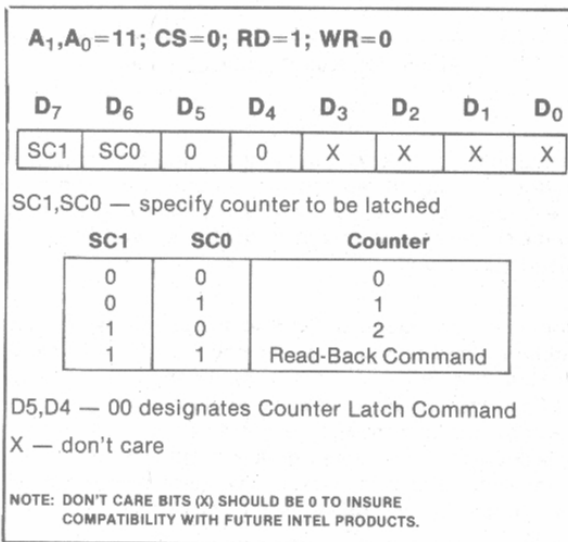 A1,A0=11; CS=0; RD=1; WR=0
D7 D6 D5 D4 D3 D2 D1 D0
SC1 SC0 0 0 X X X X
SC1,SC0 — specify counter to be latched
SC1 SC0 Counter
0 0 0
0 1 1
1 0 2
1 1 Read-Back Command
D5,D4 — 00 designates Counter Latch Command
X — don't care
NOTE: DON'T CARE BITS (X) SHOULD BE 0 TO INSURE
COMPATIBILITY WITH FUTURE INTEL PRODUCTS.